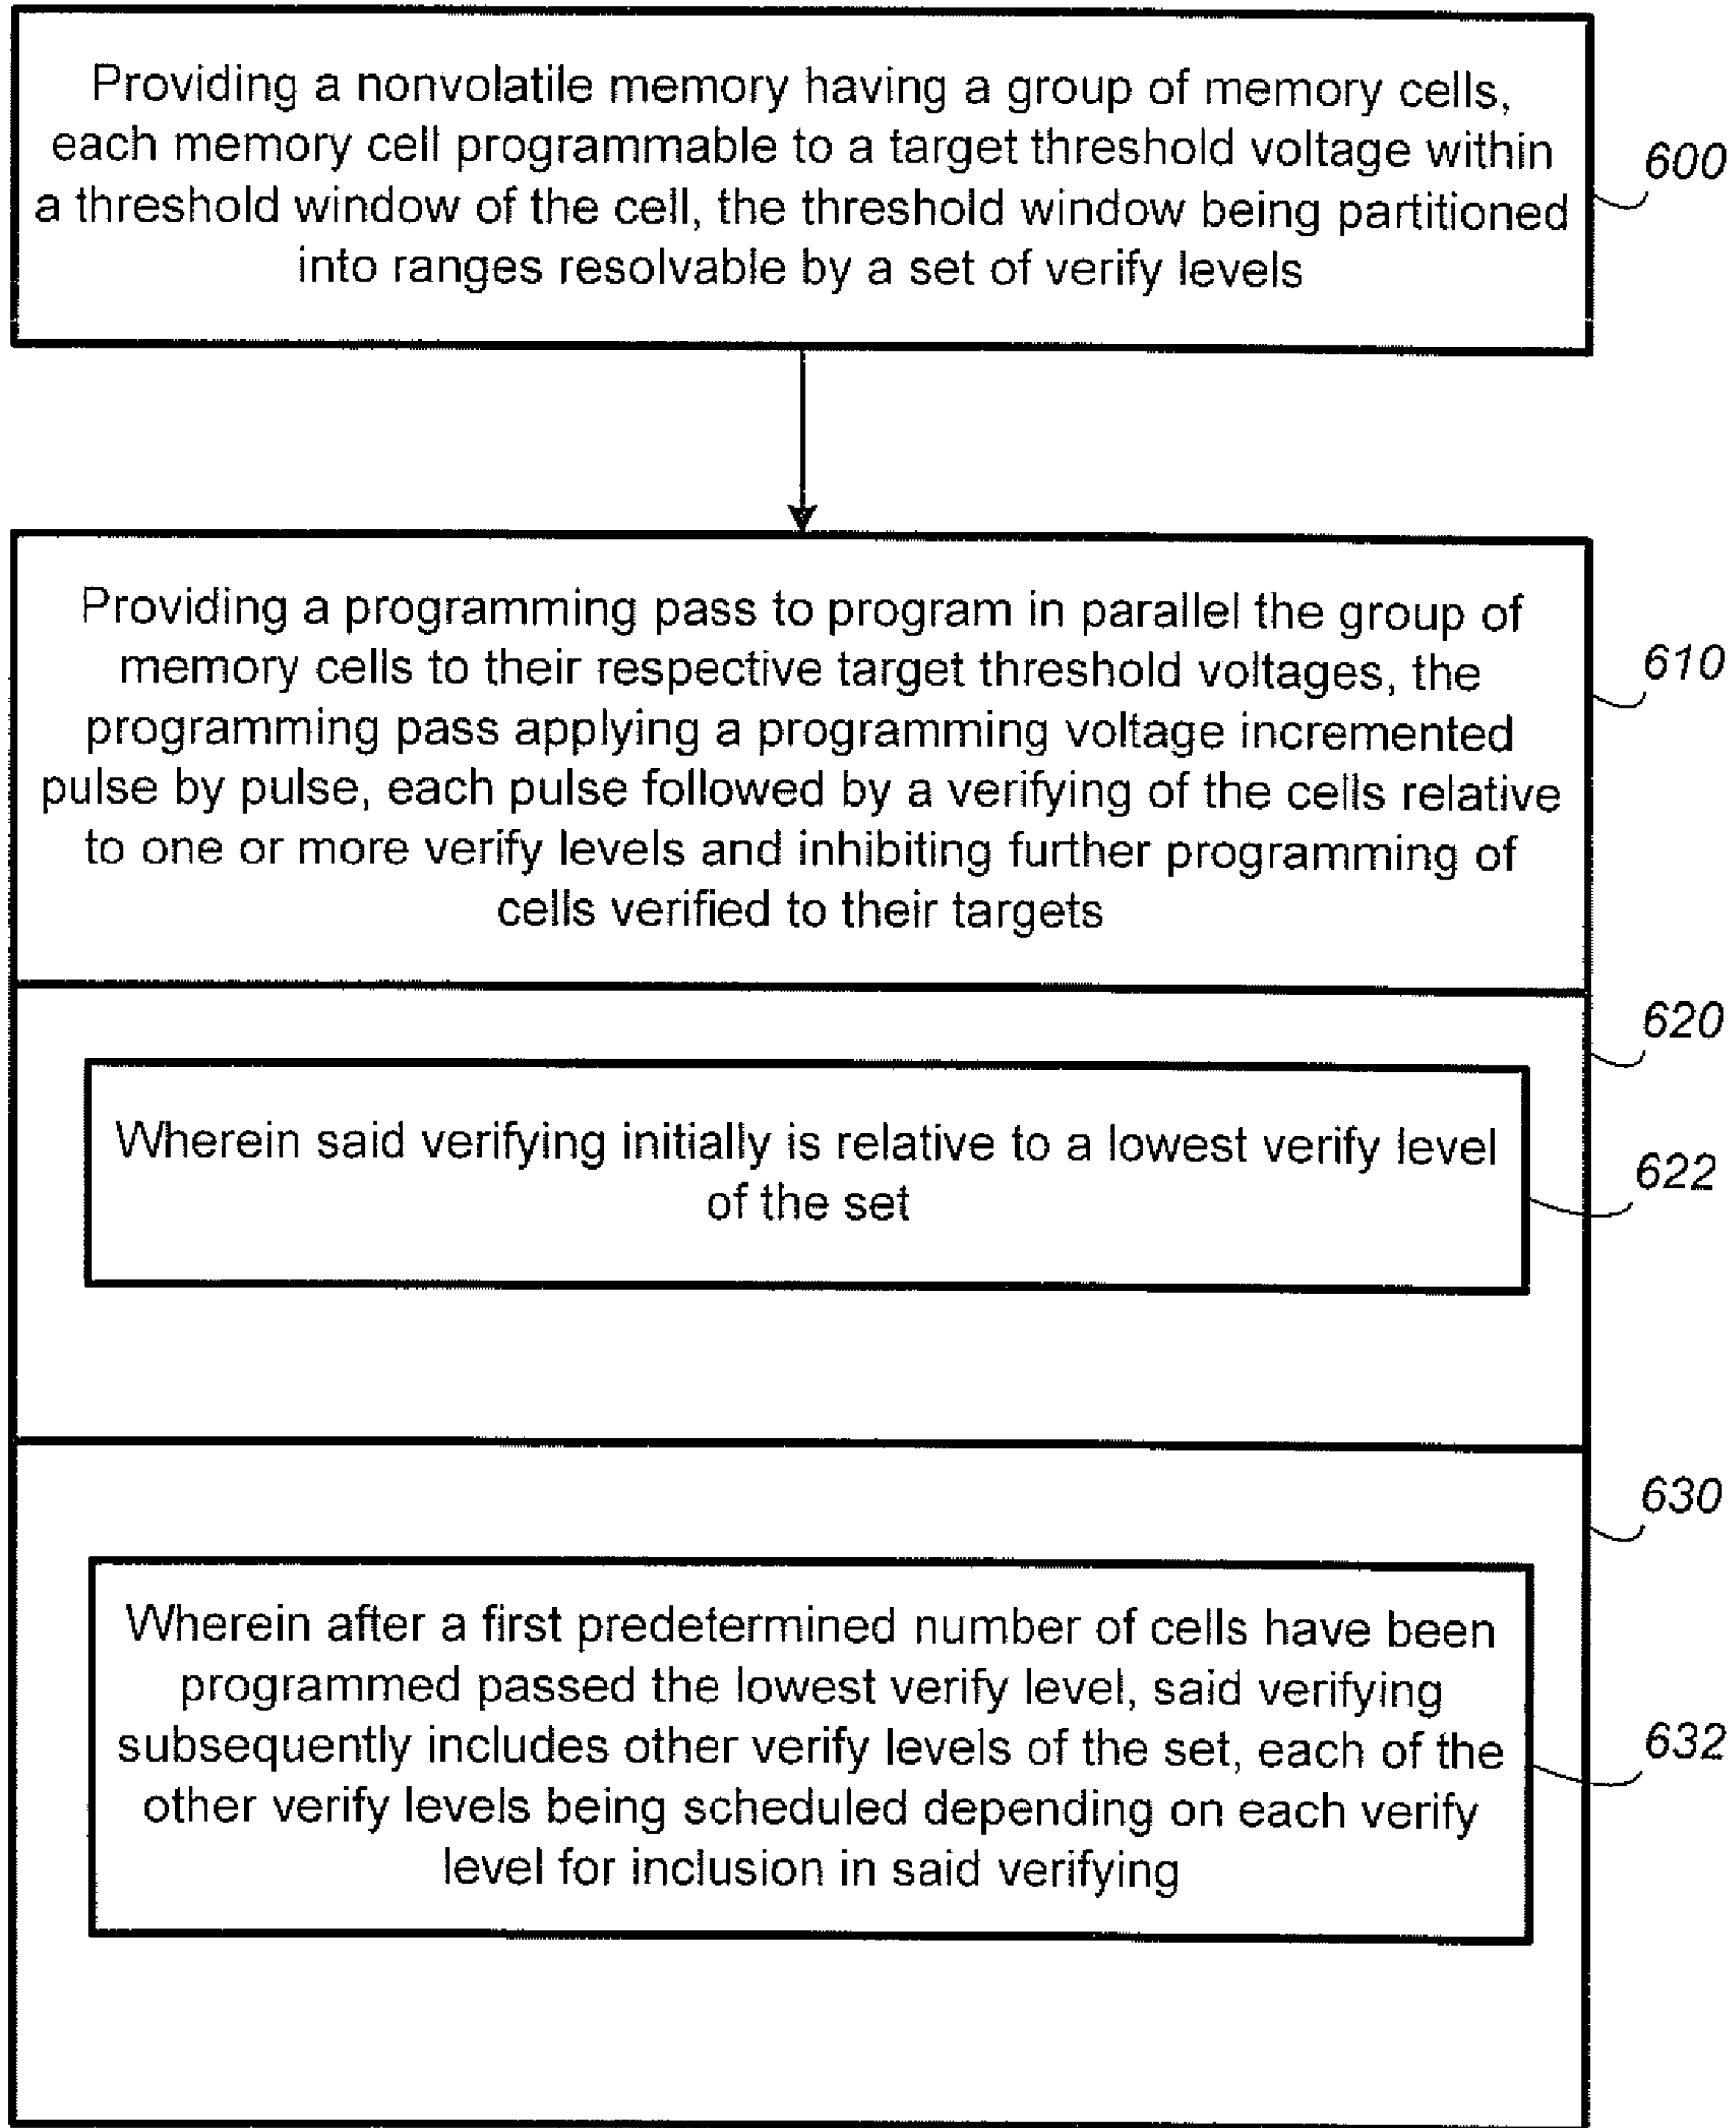 Providing a nonvolatile memory having a group of memory cells,
each memory cell programmable to a target threshold voltage within
a threshold window of the cell, the threshold window being partitioned
into ranges resolvable by a set of verify levels
600
Providing a programming pass to program in parallel the group of
memory cells to their respective target threshold voltages, the
programming pass applying a programming voltage incremented
pulse by pulse, each pulse followed by a verifying of the cells relative
to one or more verify levels and inhibiting further programming of
cells verified to their targets
610
620
Wherein said verifying initially is relative to a lowest verify level
of the set
622
630
Wherein after a first predetermined number of cells have been
programmed passed the lowest verify level, said verifying
subsequently includes other verify levels of the set, each of the
other verify levels being scheduled depending on each verify
level for inclusion in said verifying
632